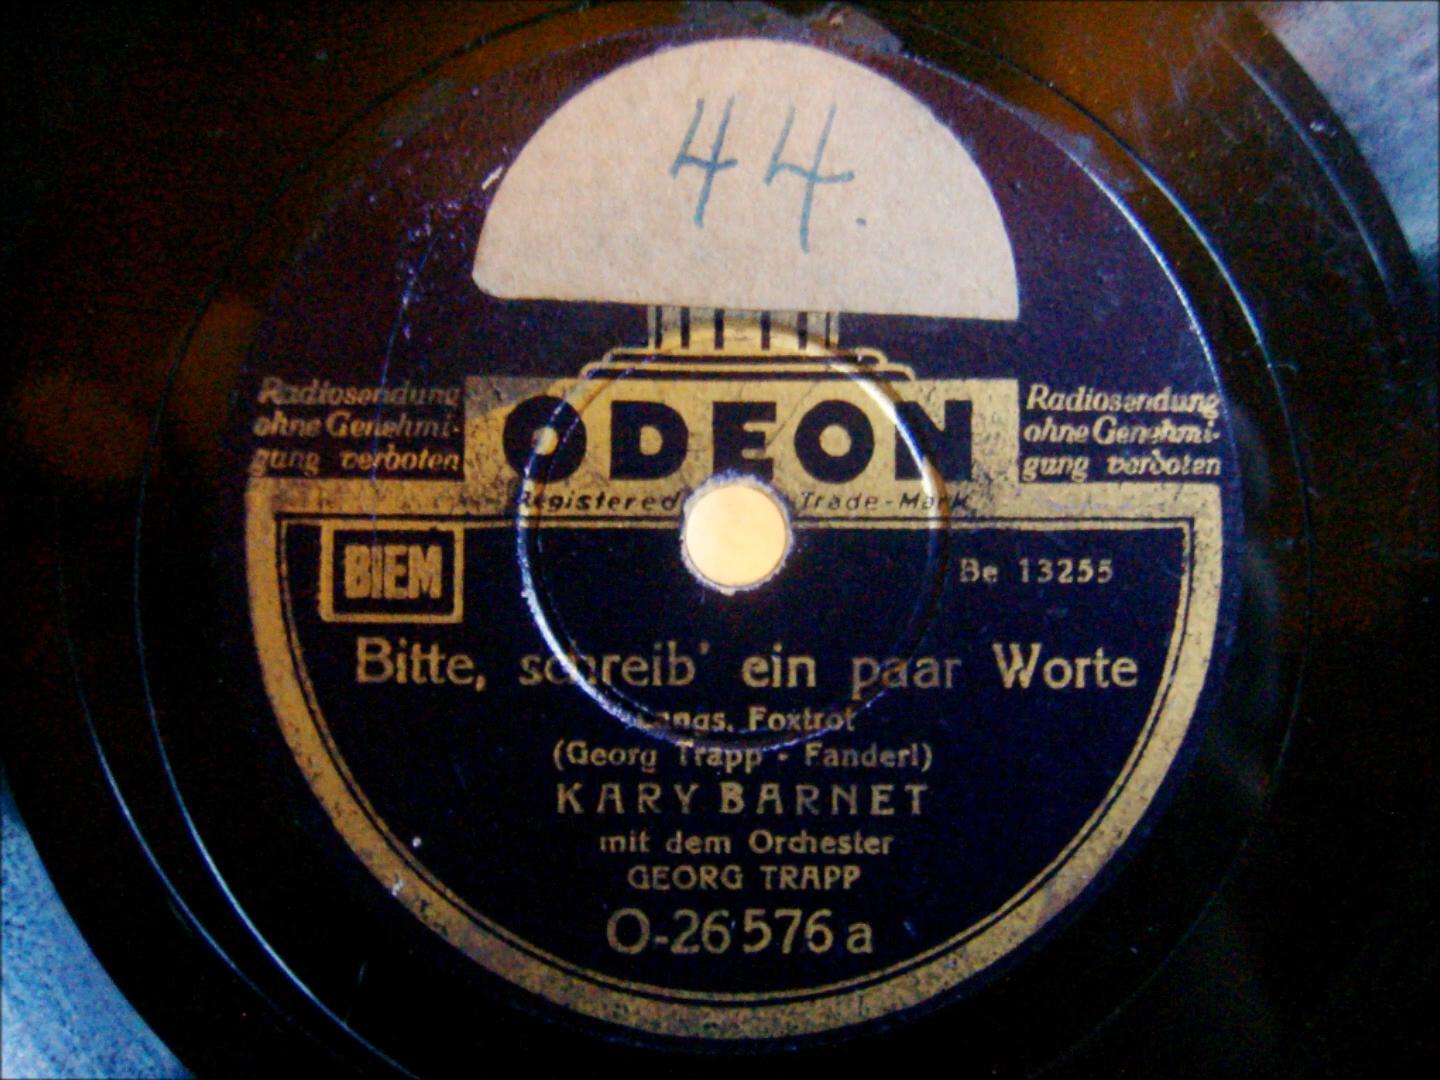 44.
ODEON
Radiosendung
ohne Genehmi-
gung verboten
Radiosendung
ohne Genehmi-
gung verboten
Registered Trade-Mark
BIEM
Be 13255
Bitte, schreib' ein paar Worte
Langs. Foxtrot
(Georg Trapp - Fanderl)
KARY BARNET
mit dem Orchester
GEORG TRAPP
O-26576 a